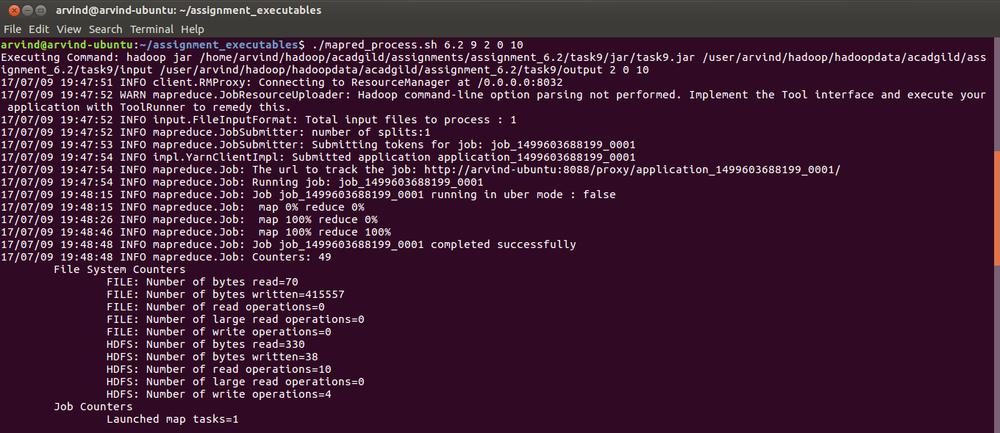 arvind@arvind-ubuntu: ~/assignment_executables
File Edit View Search Terminal Help
arvind@arvind-ubuntu:~/assignment_executables$ ./mapred_process.sh 6.2 9 2 0 10
Executing Command: hadoop jar /home/arvind/hadoop/acadgild/assignments/assignment_6.2/task9/jar/task9.jar /user/arvind/hadoop/hadoopdata/acadgild/ass
ignment_6.2/task9/input /user/arvind/hadoop/hadoopdata/acadgild/assignment_6.2/task9/output 2 0 10
17/07/09 19:47:51 INFO client.RMProxy: Connecting to ResourceManager at /0.0.0.0:8032
17/07/09 19:47:52 WARN mapreduce.JobResourceUploader: Hadoop command-line option parsing not performed. Implement the Tool interface and execute your
 application with ToolRunner to remedy this.
17/07/09 19:47:52 INFO input.FileInputFormat: Total input files to process : 1
17/07/09 19:47:52 INFO mapreduce.JobSubmitter: number of splits:1
17/07/09 19:47:53 INFO mapreduce.JobSubmitter: Submitting tokens for job: job_1499603688199_0001
17/07/09 19:47:54 INFO impl.YarnClientImpl: Submitted application application_1499603688199_0001
17/07/09 19:47:54 INFO mapreduce.Job: The url to track the job: http://arvind-ubuntu:8088/proxy/application_1499603688199_0001/
17/07/09 19:47:54 INFO mapreduce.Job: Running job: job_1499603688199_0001
17/07/09 19:48:15 INFO mapreduce.Job: Job job_1499603688199_0001 running in uber mode : false
17/07/09 19:48:15 INFO mapreduce.Job:  map 0% reduce 0%
17/07/09 19:48:26 INFO mapreduce.Job:  map 100% reduce 0%
17/07/09 19:48:46 INFO mapreduce.Job:  map 100% reduce 100%
17/07/09 19:48:48 INFO mapreduce.Job: Job job_1499603688199_0001 completed successfully
17/07/09 19:48:48 INFO mapreduce.Job: Counters: 49
File System Counters
FILE: Number of bytes read=70
FILE: Number of bytes written=415557
FILE: Number of read operations=0
FILE: Number of large read operations=0
FILE: Number of write operations=0
HDFS: Number of bytes read=330
HDFS: Number of bytes written=38
HDFS: Number of read operations=10
HDFS: Number of large read operations=0
HDFS: Number of write operations=4
Job Counters
Launched map tasks=1